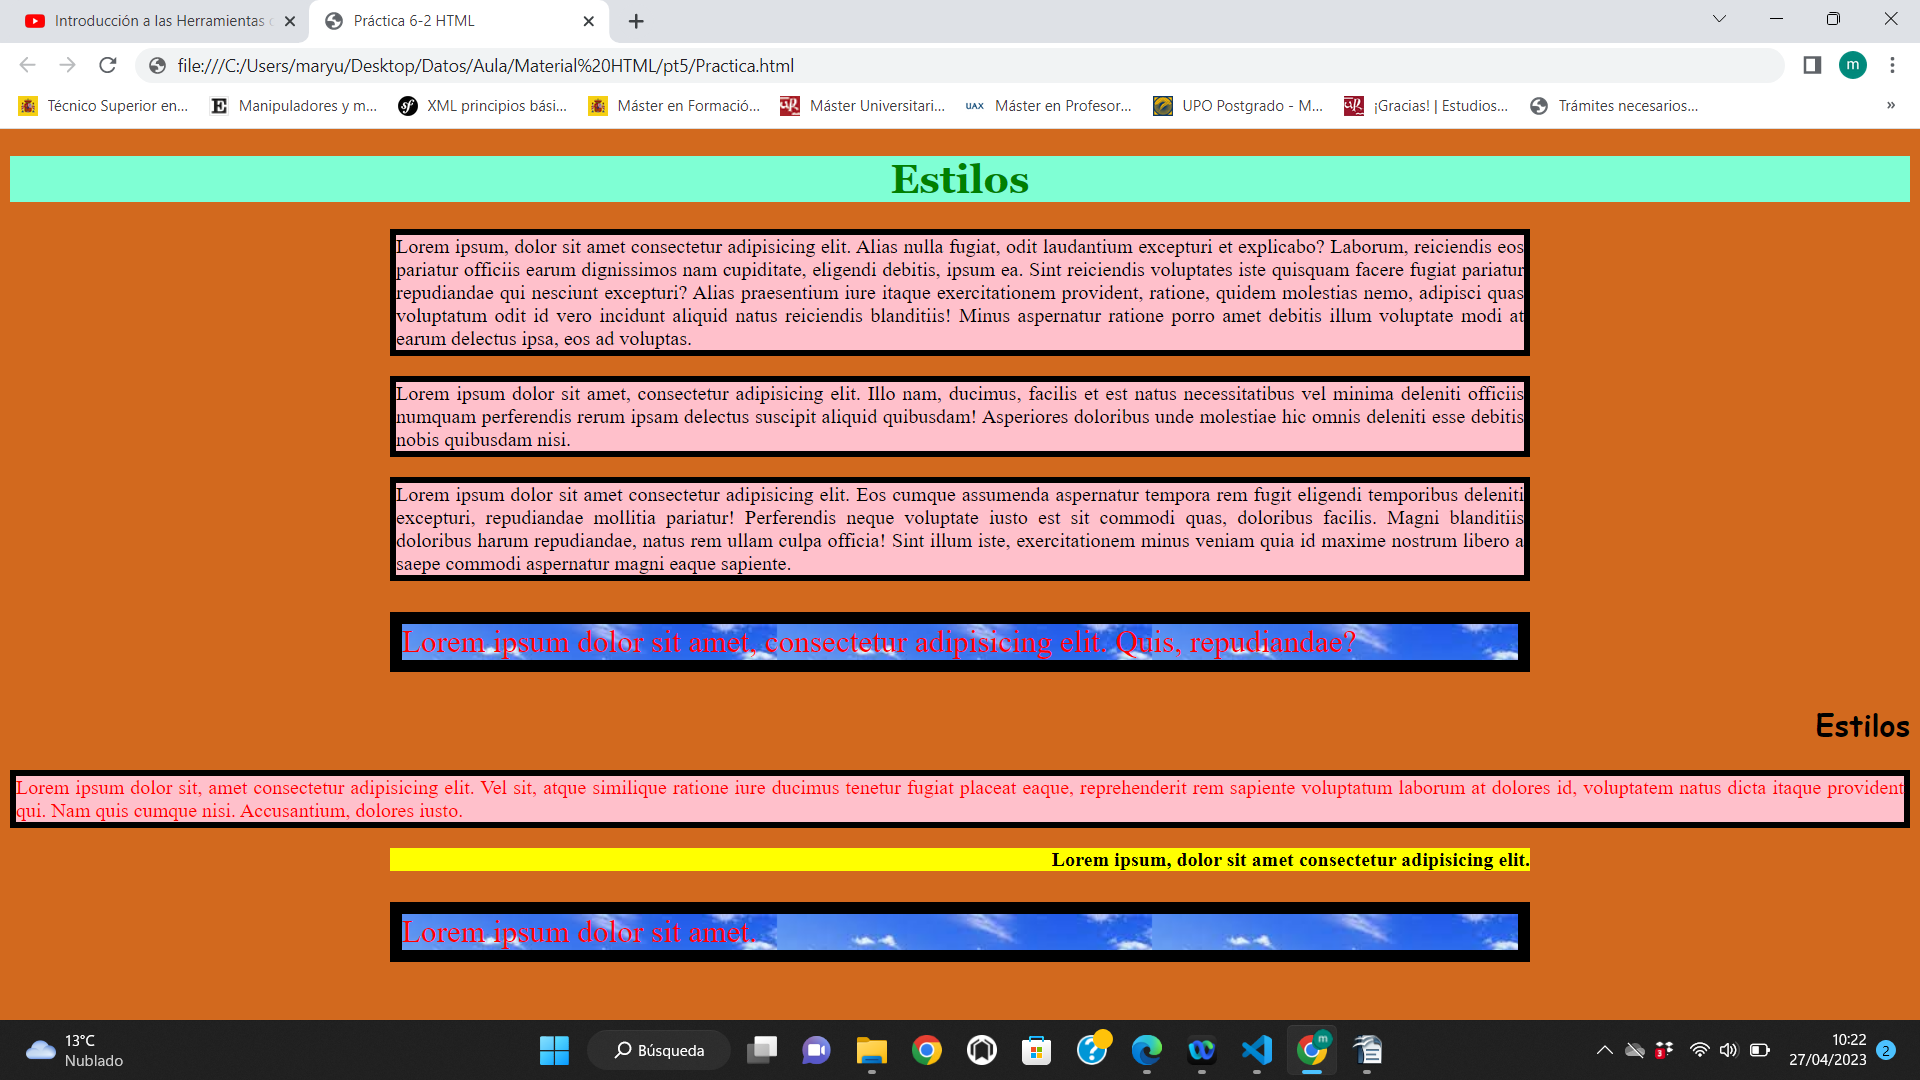 Introducción a las Herramientas
Práctica 6-2 HTML
file:///C:/Users/maryu/Desktop/Datos/Aula/Material%20HTML/pt5/Practica.html
m
Técnico Superior en...
E
Manipuladores y m...
sf
XML principios bási...
Máster en Formació...
Máster Universitari...
UAX
Máster en Profesor...
UPO Postgrado - M...
¡Gracias! | Estudios...
Trámites necesarios...
»
Estilos
Lorem ipsum, dolor sit amet consectetur adipisicing elit. Alias nulla fugiat, odit laudantium excepturi et explicabo? Laborum, reiciendis eos
pariatur officiis earum dignissimos nam cupiditate, eligendi debitis, ipsum ea. Sint reiciendis voluptates iste quisquam facere fugiat pariatur
repudiandae qui nesciunt excepturi? Alias praesentium iure itaque exercitationem provident, ratione, quidem molestias nemo, adipisci quas
voluptatum odit id vero incidunt aliquid natus reiciendis blanditiis! Minus aspernatur ratione porro amet debitis illum voluptate modi at
earum delectus ipsa, eos ad voluptas.
Lorem ipsum dolor sit amet, consectetur adipisicing elit. Illo nam, ducimus, facilis et est natus necessitatibus vel minima deleniti officiis
numquam perferendis rerum ipsam delectus suscipit aliquid quibusdam! Asperiores doloribus unde molestiae hic omnis deleniti esse debitis
nobis quibusdam nisi.
Lorem ipsum dolor sit amet consectetur adipisicing elit. Eos cumque assumenda aspernatur tempora rem fugit eligendi temporibus deleniti
excepturi, repudiandae mollitia pariatur! Perferendis neque voluptate iusto est sit commodi quas, doloribus facilis. Magni blanditiis
doloribus harum repudiandae, natus rem ullam culpa officia! Sint illum iste, exercitationem minus veniam quia id maxime nostrum libero a
saepe commodi aspernatur magni eaque sapiente.
Lorem ipsum dolor sit amet, consectetur adipisicing elit. Quis, repudiandae?
Estilos
Lorem ipsum dolor sit, amet consectetur adipisicing elit. Vel sit, atque similique ratione iure ducimus tenetur fugiat placeat eaque, reprehenderit rem sapiente voluptatum laborum at dolores id, voluptatem natus dicta itaque provident
qui. Nam quis cumque nisi. Accusantium, dolores iusto.
Lorem ipsum, dolor sit amet consectetur adipisicing elit.
Lorem ipsum dolor sit amet.
13°C
Nublado
Búsqueda
m
3
10:22
27/04/2023
2